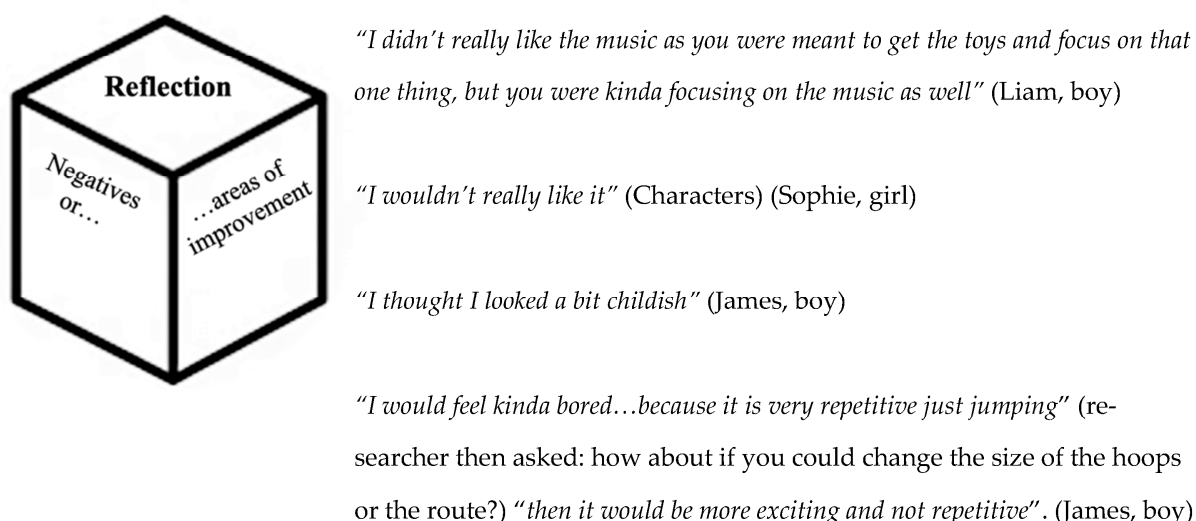 Reflection
Negatives
or…
…areas of
improvement
“I didn’t really like the music as you were meant to get the toys and focus on that
one thing, but you were kinda focusing on the music as well” (Liam, boy)
“I wouldn’t really like it” (Characters) (Sophie, girl)
“I thought I looked a bit childish” (James, boy)
“I would feel kinda bored…because it is very repetitive just jumping” (re-
searcher then asked: how about if you could change the size of the hoops
or the route?) “then it would be more exciting and not repetitive”. (James, boy)